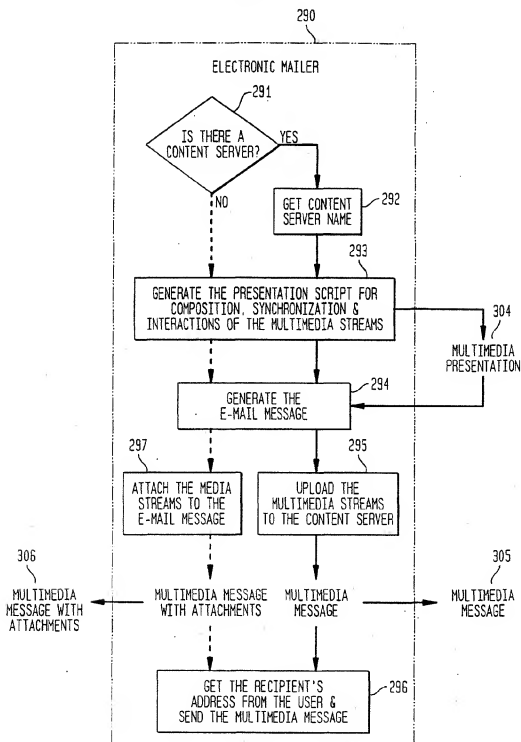 290
ELECTRONIC MAILER
291
IS THERE A
CONTENT SERVER?
YES
NO
GET CONTENT
SERVER NAME
292
293
GENERATE THE PRESENTATION SCRIPT FOR
COMPOSITION, SYNCHRONIZATION &
INTERACTIONS OF THE MULTIMEDIA STREAMS
304
MULTIMEDIA
PRESENTATION
294
GENERATE THE
E-MAIL MESSAGE
297
ATTACH THE MEDIA
STREAMS TO THE
E-MAIL MESSAGE
295
UPLOAD THE
MULTIMEDIA STREAMS
TO THE CONTENT SERVER
306
MULTIMEDIA
MESSAGE WITH
ATTACHMENTS
MULTIMEDIA MESSAGE
WITH ATTACHMENTS
MULTIMEDIA
MESSAGE
305
MULTIMEDIA
MESSAGE
GET THE RECIPIENT'S
ADDRESS FROM THE USER &
SEND THE MULTIMEDIA MESSAGE
296